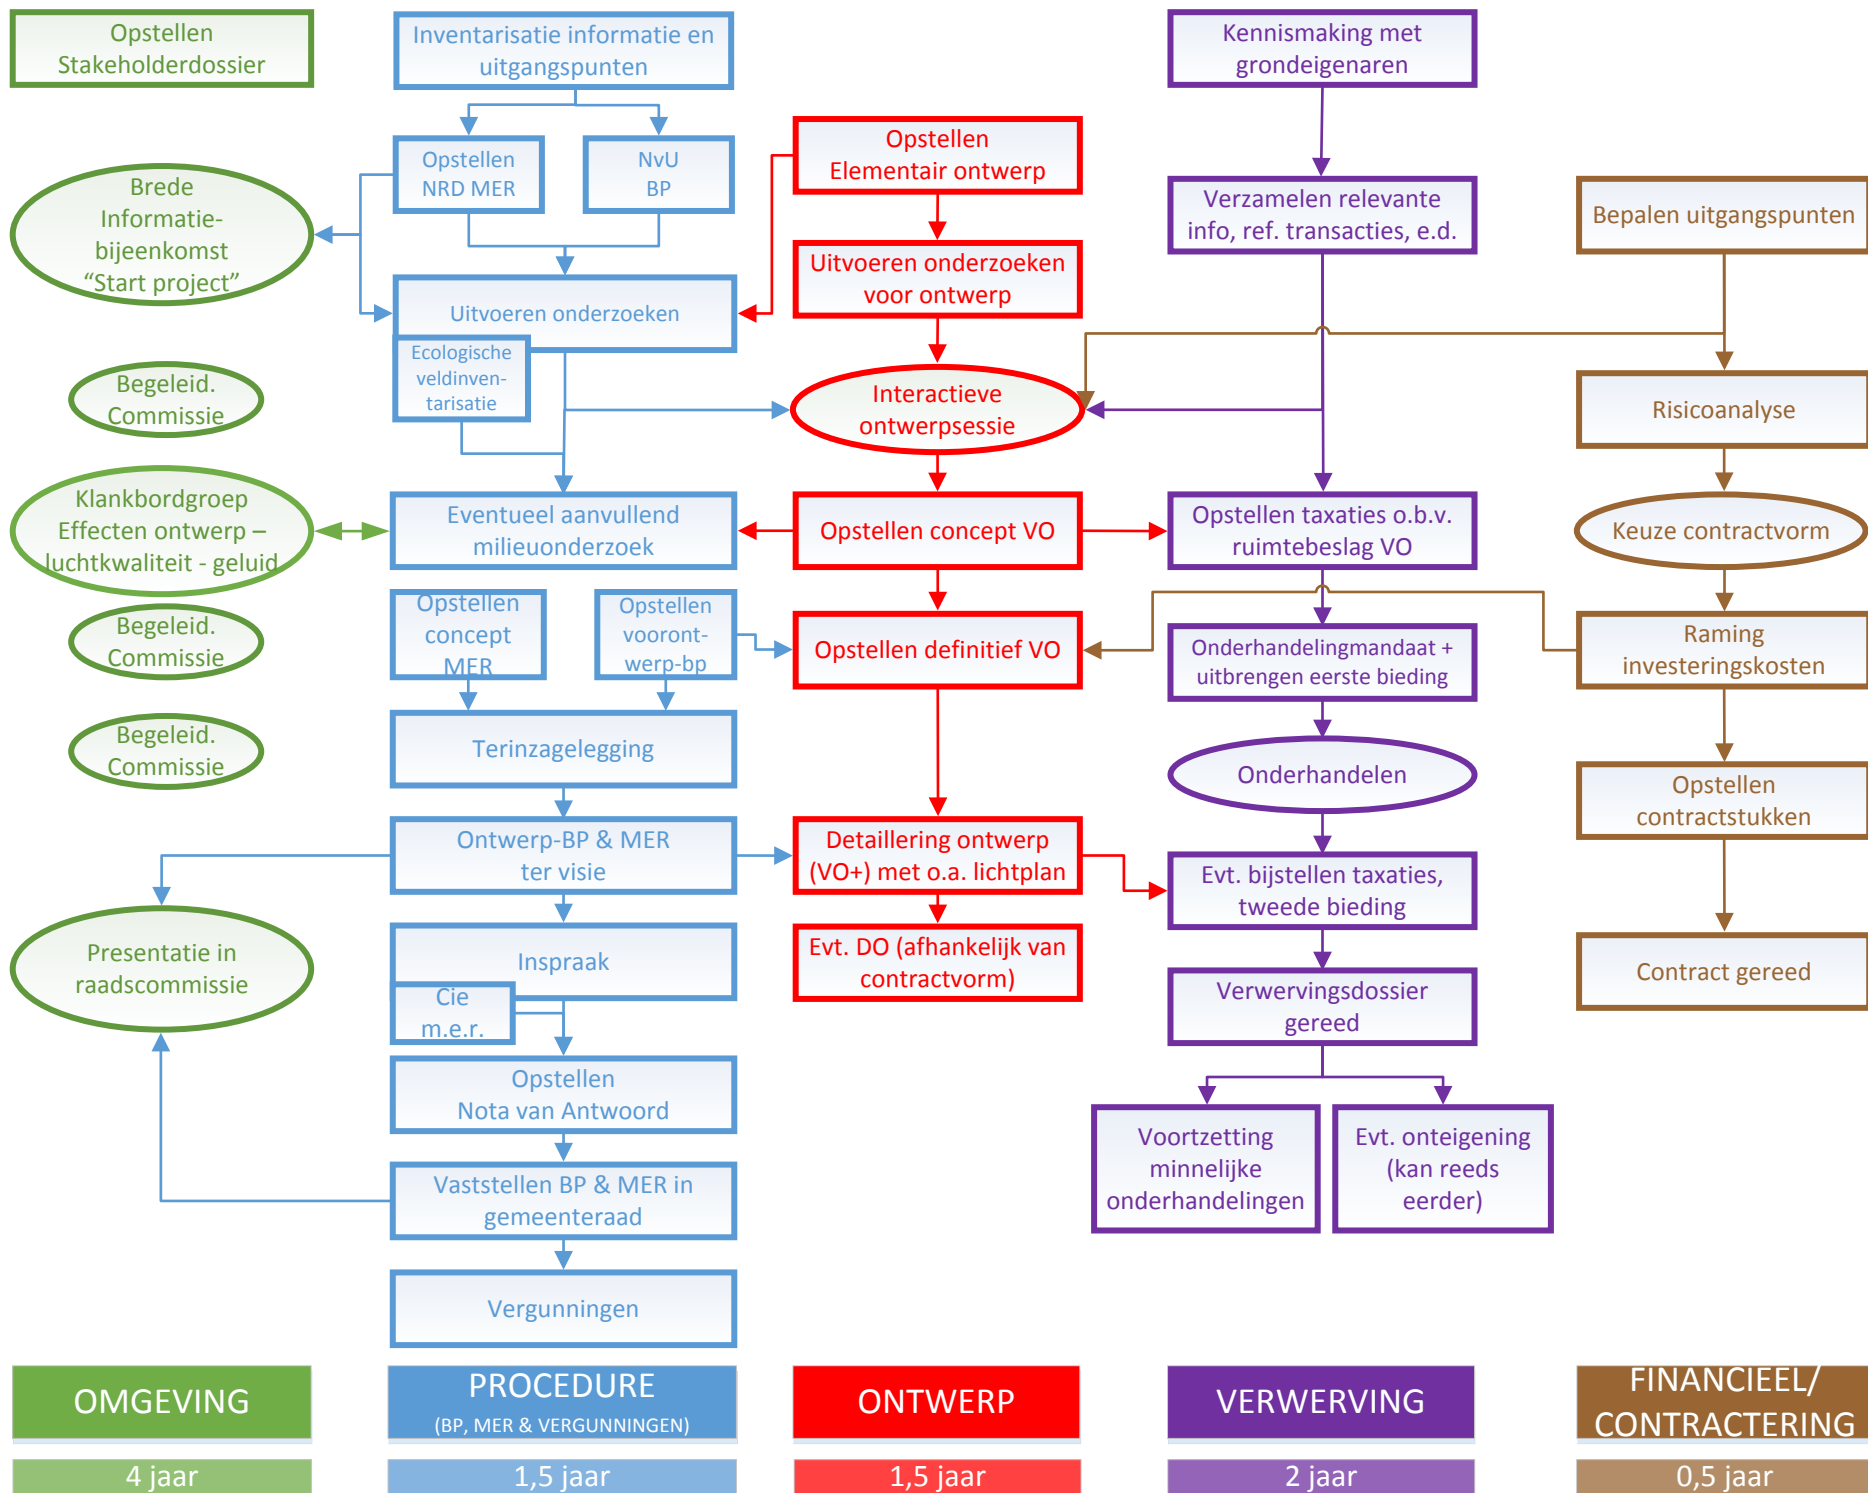 Opstellen
Stakeholderdossier
Brede
Informatie-
bijeenkomst
“Start project”
Begeleid.
Commissie
Klankbordgroep
Effecten ontwerp –
luchtkwaliteit - geluid
Begeleid.
Commissie
Begeleid.
Commissie
Presentatie in
raadscommissie
OMGEVING
4 jaar
Inventarisatie informatie en
uitgangspunten
Opstellen
NRD MER
NvU
BP
Uitvoeren onderzoeken
Ecologische
veldinven-
tarisatie
Eventueel aanvullend
milieuonderzoek
Opstellen
concept
MER
Opstellen
vooront-
werp-bp
Terinzagelegging
Ontwerp-BP & MER
ter visie
Inspraak
Cie
m.e.r.
Opstellen
Nota van Antwoord
Vaststellen BP & MER in
gemeenteraad
Vergunningen
PROCEDURE
(BP, MER & VERGUNNINGEN)
1,5 jaar
Opstellen
Elementair ontwerp
Uitvoeren onderzoeken
voor ontwerp
Interactieve
ontwerpsessie
Opstellen concept VO
Opstellen definitief VO
Detaillering ontwerp
(VO+) met o.a. lichtplan
Evt. DO (afhankelijk van
contractvorm)
ONTWERP
1,5 jaar
Kennismaking met
grondeigenaren
Verzamelen relevante
info, ref. transacties, e.d.
Opstellen taxaties o.b.v.
ruimtebeslag VO
Onderhandelingmandaat +
uitbrengen eerste bieding
Onderhandelen
Evt. bijstellen taxaties,
tweede bieding
Verwervingsdossier
gereed
Voortzetting
minnelijke
onderhandelingen
Evt. onteigening
(kan reeds
eerder)
VERWERVING
2 jaar
Bepalen uitgangspunten
Risicoanalyse
Keuze contractvorm
Raming
investeringskosten
Opstellen
contractstukken
Contract gereed
FINANCIEEL/
CONTRACTERING
0,5 jaar